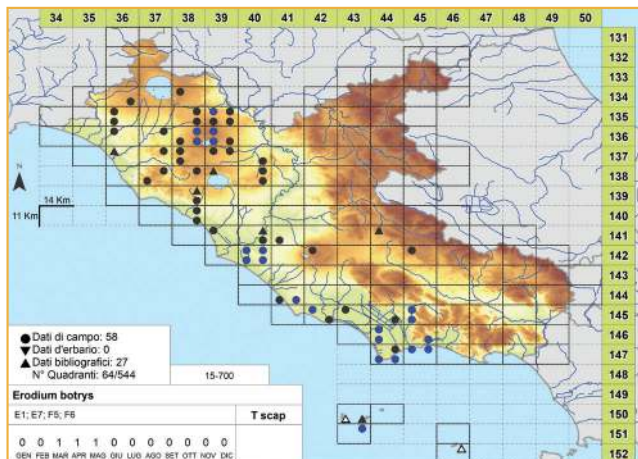 34 35 36 37 38 39 40 41 42 43 44 45 46 47 48 49 50
131
132
133
134
135
136
137
138
139
140
141
142
143
144
145
146
147
148
149
150
151
152
N
14 Km
11 Km
Dati di campo: 58
Dati d'erbario: 0
Dati bibliografici: 27
N° Quadranti: 64/544
15-700
Erodium botrys
E1; E7; F5; F6
T scap
0 0 1 1 1 0 0 0 0 0 0 0
GEN FEB MAR APR MAG GIU LUG AGO SET OTT NOV DIC